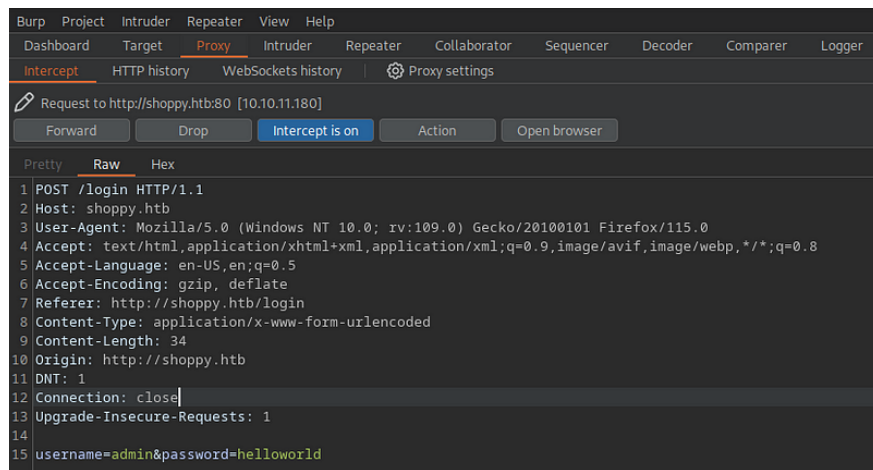 Burp Project Intruder Repeater View Help
Dashboard Target Proxy Intruder Repeater Collaborator Sequencer Decoder Comparer Logger
Intercept HTTP history WebSockets history Proxy settings
Request to http://shoppy.htb:80 [10.10.11.180]
Forward Drop Intercept is on Action Open browser
Pretty Raw Hex
1 POST /login HTTP/1.1
2 Host: shoppy.htb
3 User-Agent: Mozilla/5.0 (Windows NT 10.0; rv:109.0) Gecko/20100101 Firefox/115.0
4 Accept: text/html,application/xhtml+xml,application/xml;q=0.9,image/avif,image/webp,*/*;q=0.8
5 Accept-Language: en-US,en;q=0.5
6 Accept-Encoding: gzip, deflate
7 Referer: http://shoppy.htb/login
8 Content-Type: application/x-www-form-urlencoded
9 Content-Length: 34
10 Origin: http://shoppy.htb
11 DNT: 1
12 Connection: close
13 Upgrade-Insecure-Requests: 1
14
15 username=admin&password=helloworld